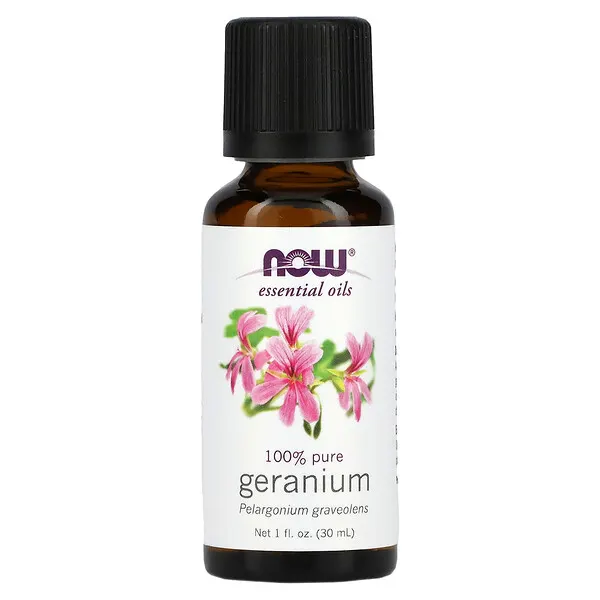 now®
essential oils
100% pure
geranium
Pelargonium graveolens
Net 1 fl. oz. (30 mL)